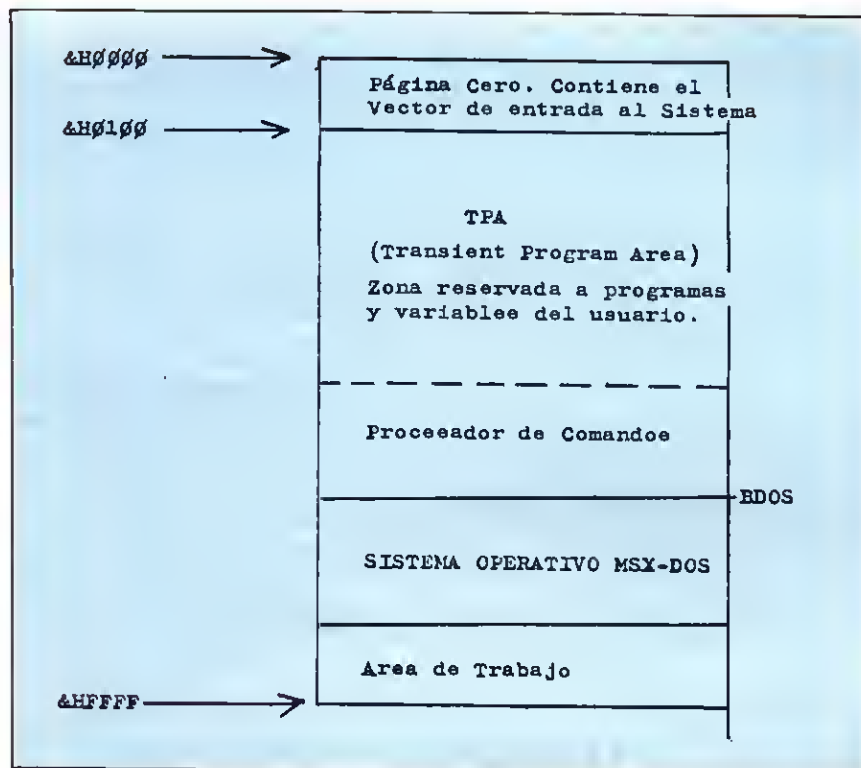 &HØØØØ
Página Cero. Contiene el
Vector de entrada al Sistema
&HØ1ØØ
TPA
(Transient Program Area)
Zona reservada a programas
y variablee del usuario.
Proceeador de Comandoe
BDOS
SISTEMA OPERATIVO MSX-DOS
Area de Trabajo
&HFFFF